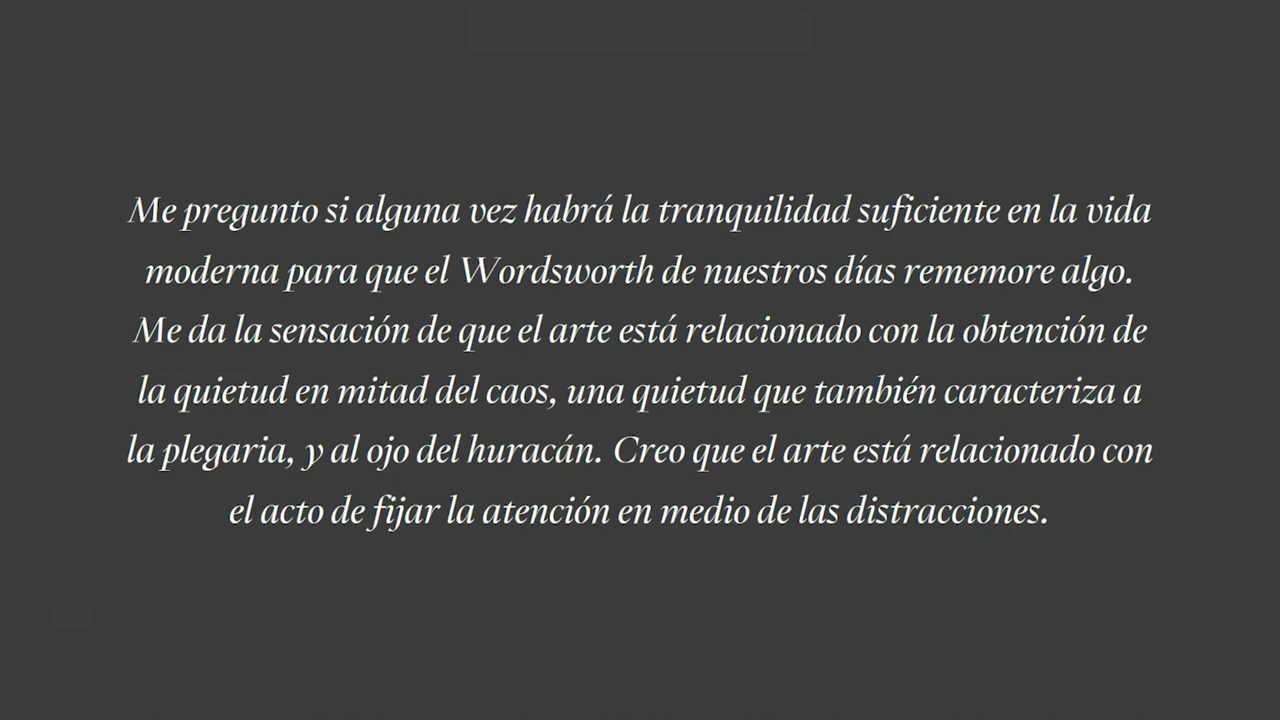 Me pregunto si alguna vez habrá la tranquilidad suficiente en la vida
moderna para que el Wordsworth de nuestros días rememore algo.
Me da la sensación de que el arte está relacionado con la obtención de
la quietud en mitad del caos, una quietud que también caracteriza a
la plegaria, y al ojo del huracán. Creo que el arte está relacionado con
el acto de fijar la atención en medio de las distracciones.